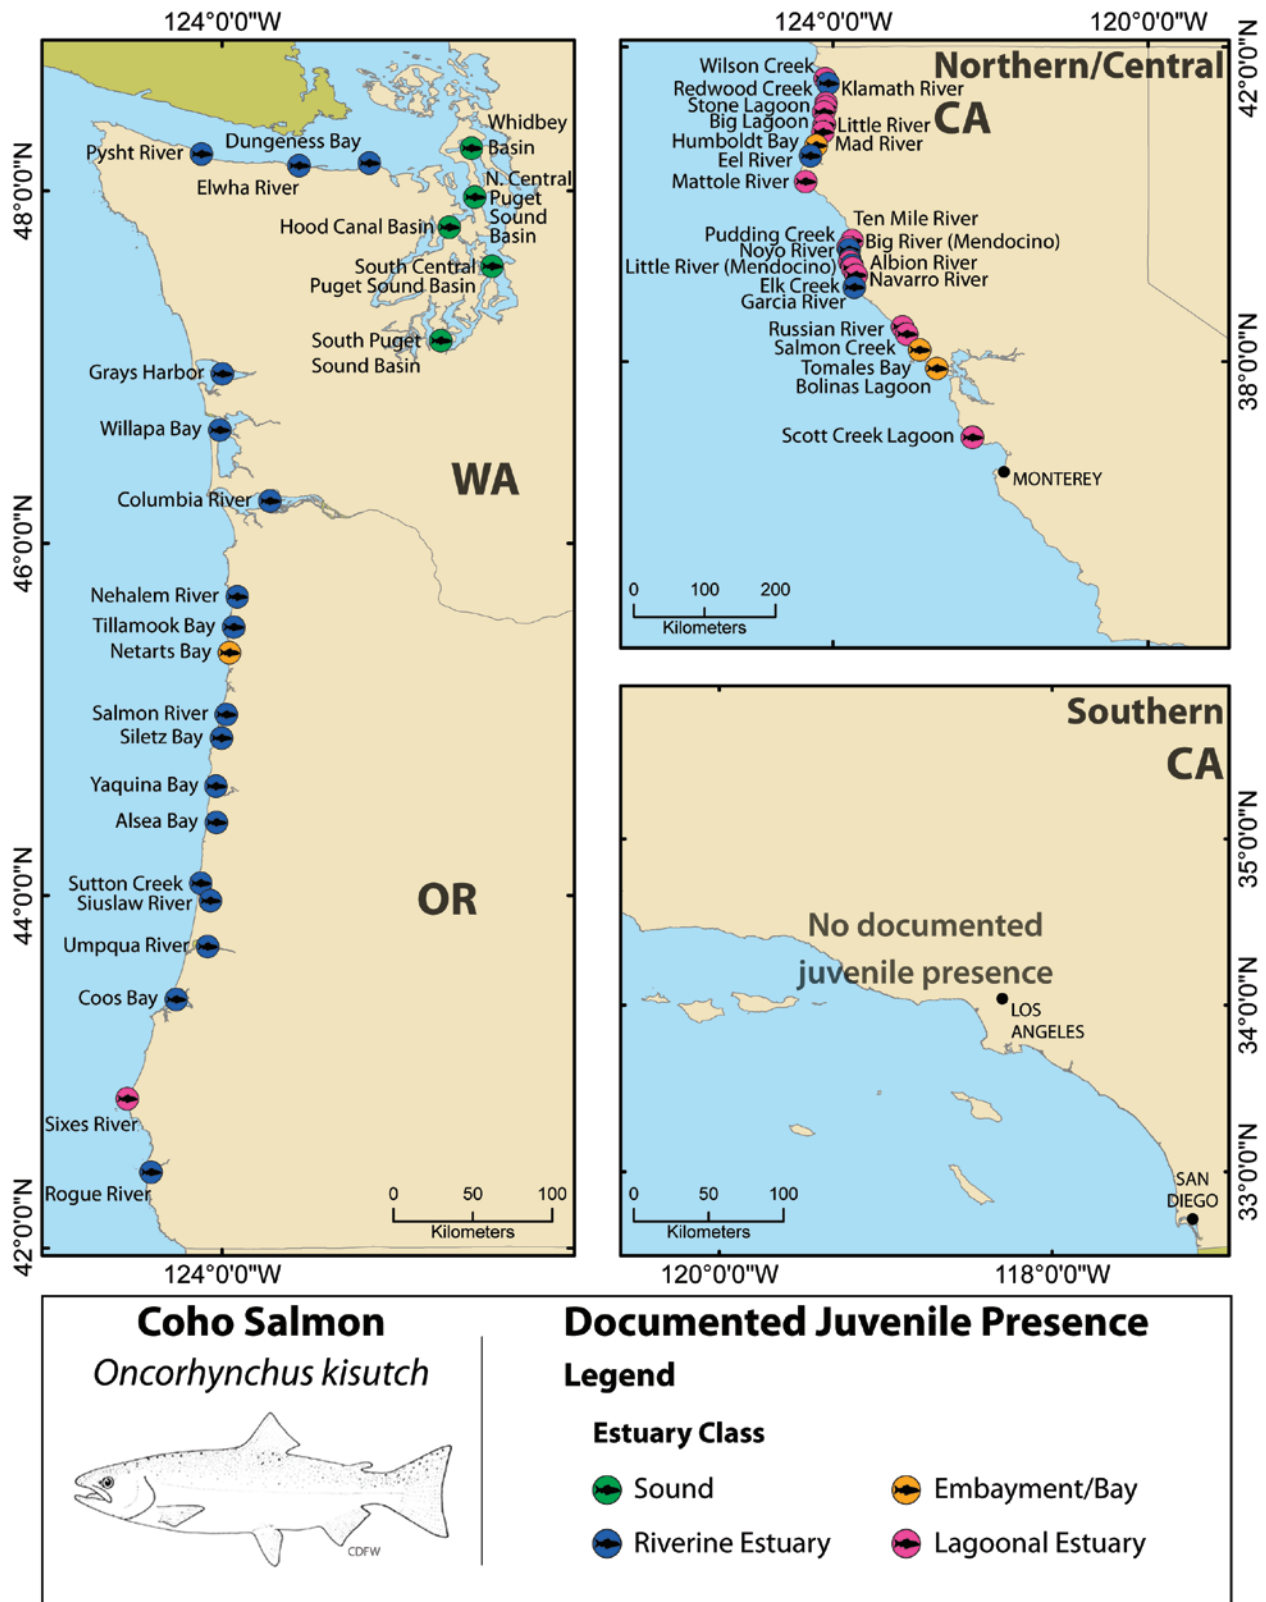 124°0'0"W
48°0'0"N
46°0'0"N
44°0'0"N
42°0'0"N
Whidbey
Basin
Dungeness Bay
Pysht River
Elwha River
N. Central
Puget
Sound
Basin
Hood Canal Basin
South Central
Puget Sound Basin
South Puget
Sound Basin
Grays Harbor
Willapa Bay
WA
Columbia River
Nehalem River
Tillamook Bay
Netarts Bay
Salmon River
Siletz Bay
Yaquina Bay
Alsea Bay
Sutton Creek
Siuslaw River
OR
Umpqua River
Coos Bay
Sixes River
Rogue River
0 50 100
Kilometers
124°0'0"W
124°0'0"W 120°0'0"W
42°0'0"N
38°0'0"N
Northern/Central
CA
Wilson Creek
Redwood Creek
Klamath River
Stone Lagoon
Big Lagoon
Little River
Humboldt Bay
Mad River
Eel River
Mattole River
Ten Mile River
Pudding Creek
Big River (Mendocino)
Noyo River
Little River (Mendocino)
Albion River
Navarro River
Elk Creek
Garcia River
Russian River
Salmon Creek
Tomales Bay
Bolinas Lagoon
Scott Creek Lagoon
MONTEREY
0 100 200
Kilometers
Southern
CA
35°0'0"N
34°0'0"N
33°0'0"N
No documented
juvenile presence
LOS
ANGELES
SAN
DIEGO
0 50 100
Kilometers
120°0'0"W 118°0'0"W
Coho Salmon
Oncorhynchus kisutch
CDFW
Documented Juvenile Presence
Legend
Estuary Class
Sound
Embayment/Bay
Riverine Estuary
Lagoonal Estuary